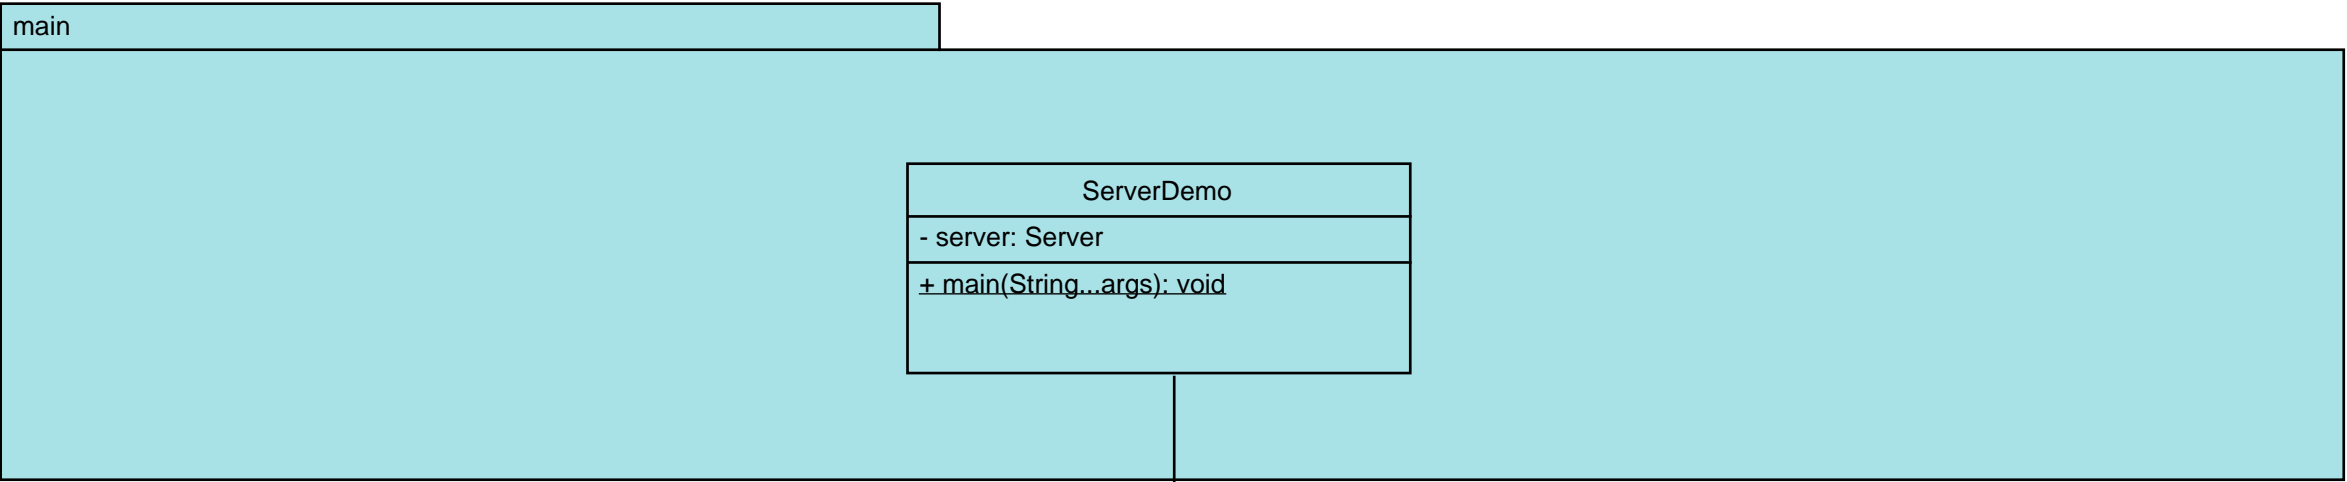 main
ServerDemo
- server: Server
+ main(String...args): void